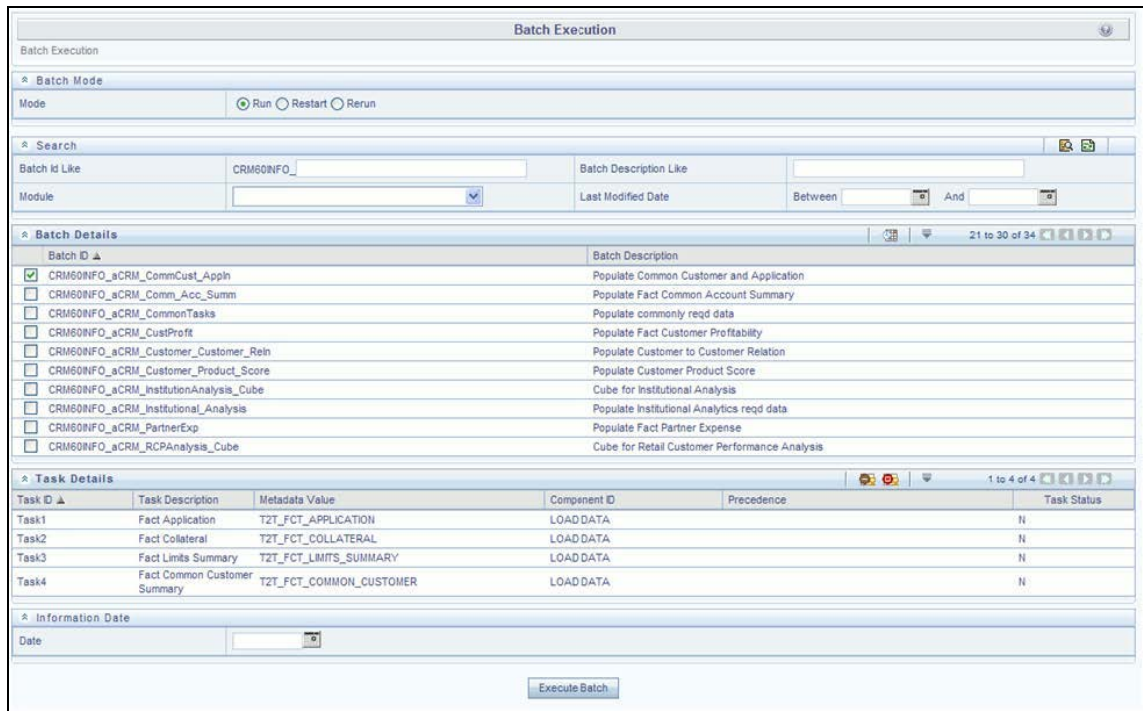 Batch Execution
Batch Execution
Batch Mode
Mode Run Restart Rerun
Search
Batch Id Like CRM60INFO_ Batch Description Like
Module Last Modified Date Between And
Batch Details 21 to 30 of 34
Batch ID Batch Description
CRM60INFO_aCRM_CommCust_Appln Populate Common Customer and Application
CRM60INFO_aCRM_Comm_Acc_Summ Populate Fact Common Account Summary
CRM60INFO_aCRM_CommonTasks Populate commonly reqd data
CRM60INFO_aCRM_CustProfit Populate Fact Customer Profitability
CRM60INFO_aCRM_Customer_Customer_Reln Populate Customer to Customer Relation
CRM60INFO_aCRM_Customer_Product_Score Populate Customer Product Score
CRM60INFO_aCRM_InstitutionAnalysis_Cube Cube for Institutional Analysis
CRM60INFO_aCRM_Institutional_Analysis Populate Institutional Analytics reqd data
CRM60INFO_aCRM_PartnerExp Populate Fact Partner Expense
CRM60INFO_aCRM_RCPAnalysis_Cube Cube for Retail Customer Performance Analysis
Task Details 1 to 4 of 4
Task ID Task Description Metadata Value Component ID Precedence Task Status
Task1 Fact Application T2T_FCT_APPLICATION LOAD DATA N
Task2 Fact Collateral T2T_FCT_COLLATERAL LOAD DATA N
Task3 Fact Limits Summary T2T_FCT_LIMITS_SUMMARY LOAD DATA N
Task4 Fact Common Customer Summary T2T_FCT_COMMON_CUSTOMER LOAD DATA N
Information Date
Date
Execute Batch